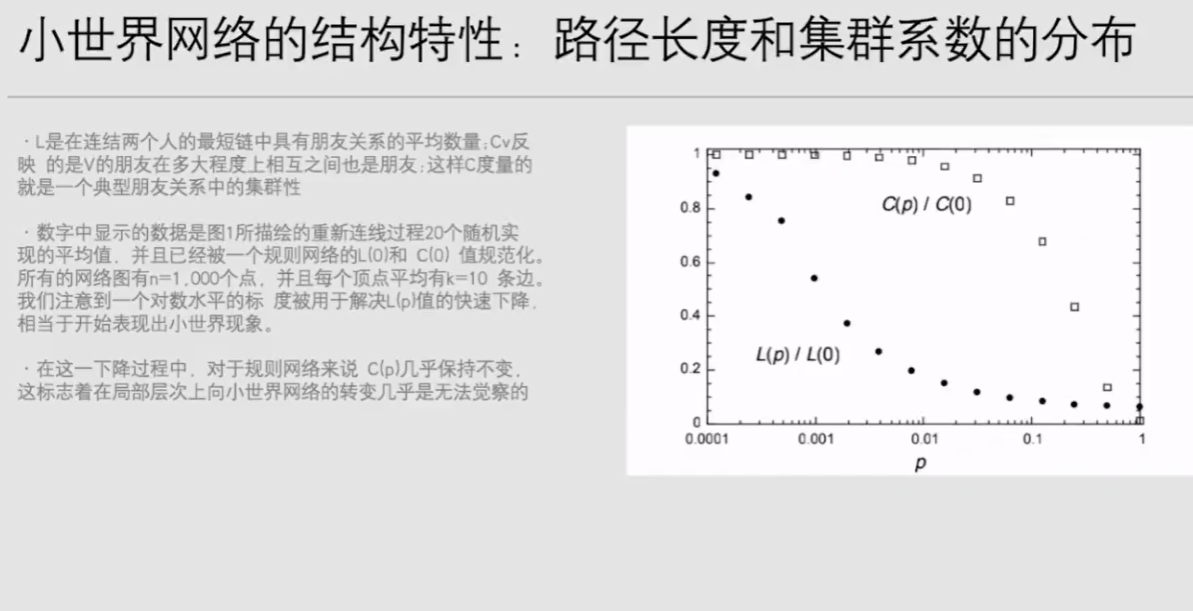 小世界网络的结构特性：路径长度和集群系数的分布
·L是在连结两个人的最短链中具有朋友关系的平均数量;Cv反
映 的是V的朋友在多大程度上相互之间也是朋友;这样C度量的
就是一个典型朋友关系中的集群性
·数字中显示的数据是图1所描绘的重新连线过程20个随机实
现的平均值，并且已经被一个规则网络的L(0)和 C(0) 值规范化。
所有的网络图有n=1,000个点，并且每个顶点平均有k=10 条边。
我们注意到一个对数水平的标 度被用于解决L(p)值的快速下降，
相当于开始表现出小世界现象。
·在这一下降过程中，对于规则网络来说 C(p)几乎保持不变，
这标志着在局部层次上向小世界网络的转变几乎是无法觉察的
1
0.8
0.6
0.4
0.2
0
C(p) / C(0)
L(p) / L(0)
0.0001 0.001 0.01 0.1 1
p